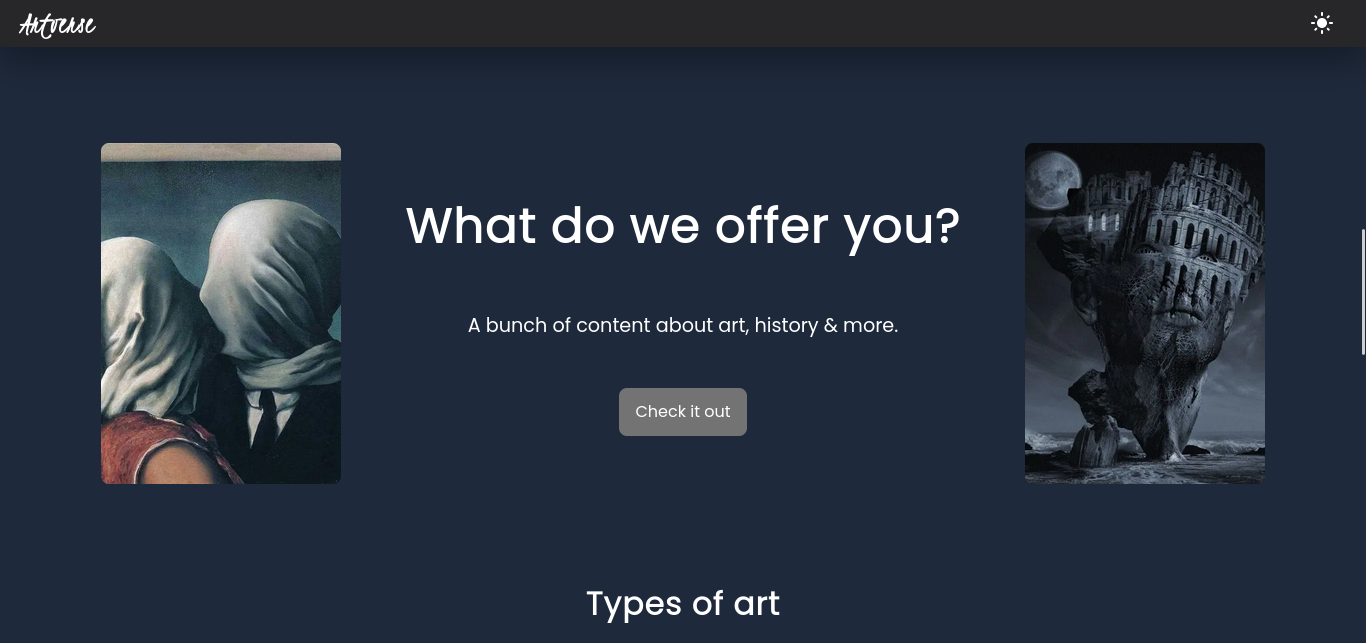 Artverse
What do we offer you?
A bunch of content about art, history & more.
Check it out
Types of art